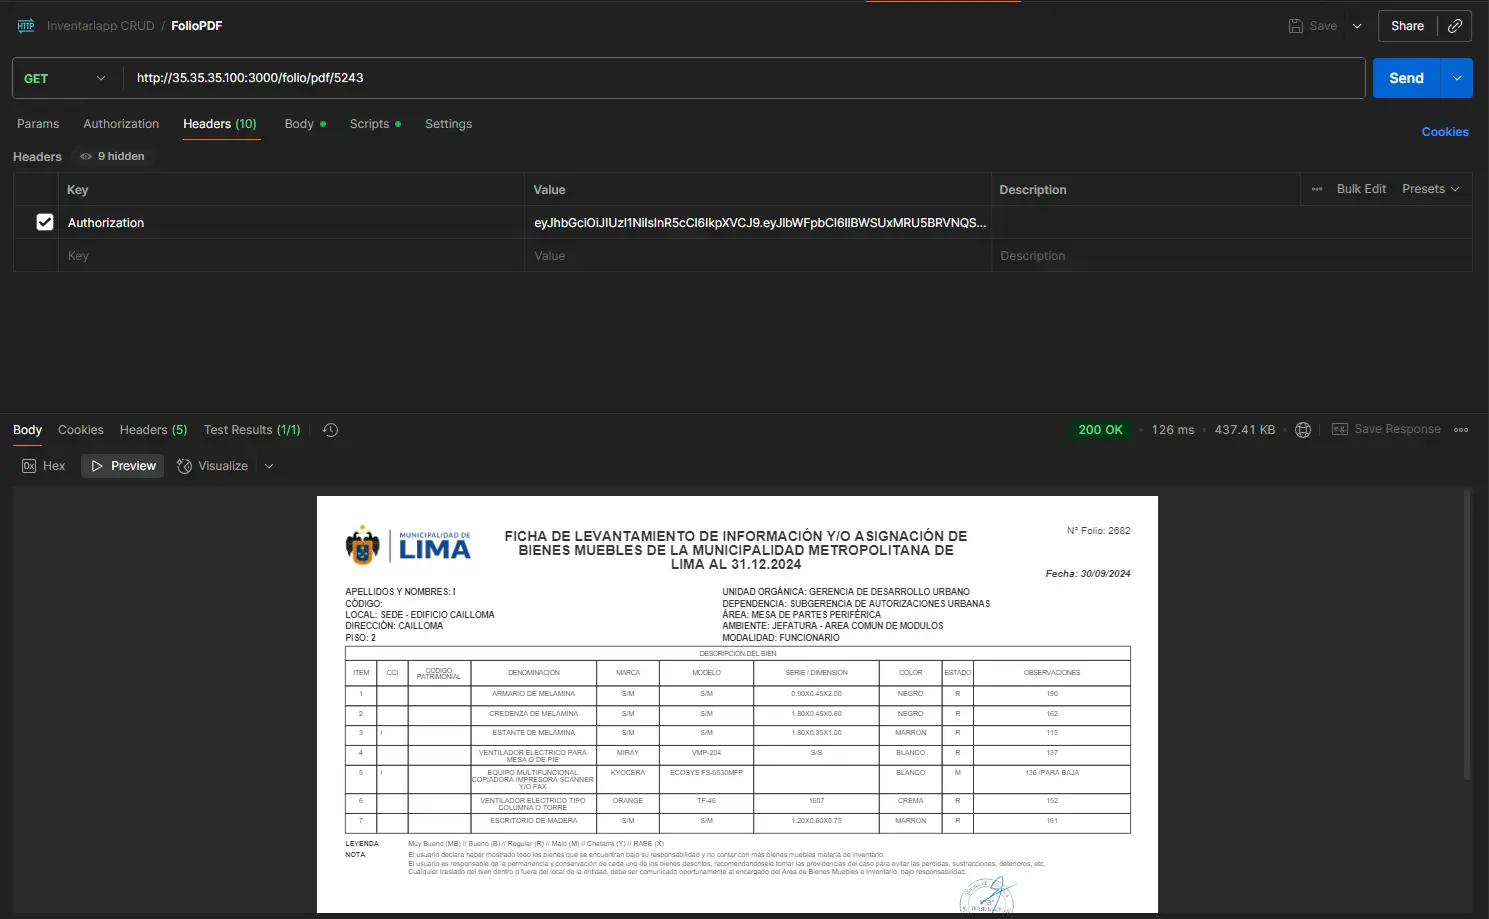 HTTP Inventariapp CRUD / FolioPDF Save Share
GET http://35.35.35.100:3000/folio/pdf/5243 Send
Params Authorization Headers (10) Body Scripts Settings Cookies
Headers 9 hidden
Key Value Description Bulk Edit Presets
Authorization eyJhbGciOiJIUzI1NiIsInR5cCI6IkpXVCJ9.eyJlbWFpbCI6IlBWSUxMRU5BRVNQS...
Key Value Description
Body Cookies Headers (5) Test Results (1/1) 200 OK 126 ms 437.41 KB Save Response
Hex Preview Visualize
MUNICIPALIDAD DE
LIMA
N° Folio: 2682
FICHA DE LEVANTAMIENTO DE INFORMACIÓN Y/O ASIGNACIÓN DE
BIENES MUEBLES DE LA MUNICIPALIDAD METROPOLITANA DE
LIMA AL 31.12.2024
Fecha: 30/09/2024
APELLIDOS Y NOMBRES: UNIDAD ORGÁNICA: GERENCIA DE DESARROLLO URBANO
CÓDIGO: DEPENDENCIA: SUBGERENCIA DE AUTORIZACIONES URBANAS
LOCAL: SEDE - EDIFICIO CAILLOMA ÁREA: MESA DE PARTES PERIFÉRICA
DIRECCIÓN: CAILLOMA AMBIENTE: JEFATURA - AREA COMUN DE MODULOS
PISO: 2 MODALIDAD: FUNCIONARIO
DESCRIPCION DEL BIEN
ITEM CCI CODIGO PATRIMONIAL DENOMINACIÓN MARCA MODELO SERIE / DIMENSIÓN COLOR ESTADO OBSERVACIONES
1 ARMARIO DE MELAMINA S/M S/M 0.90X0.45X2.00 NEGRO R 190
2 CREDENZA DE MELAMINA S/M S/M 1.80X0.45X0.80 NEGRO R 162
3 I ESTANTE DE MELAMINA S/M S/M 1.80X0.35X1.00 MARRON R 115
4 VENTILADOR ELECTRICO PARA MESA O DE PIE MIRAY VMP-204 S/S BLANCO R 137
5 I EQUIPO MULTIFUNCIONAL COPIADORA IMPRESORA SCANNER Y/O FAX KYOCERA ECOSYS FS-6530MFP BLANCO M 136 /PARA BAJA
6 VENTILADOR ELECTRICO TIPO COLUMNA O TORRE ORANGE TF-46 1607 CREMA R 152
7 ESCRITORIO DE MADERA S/M S/M 1.20X0.60X0.75 MARRON R 161
LEYENDA Muy Bueno (MB) // Bueno (B) // Regular (R) // Malo (M) // Chatarra (Y) // RAEE (X)
NOTA El usuario declara haber mostrado todo los bienes que se encuentran bajo su responsabilidad y no contar con más bienes muebles materia de inventario.
El usuario es responsable de la permanencia y conservación de cada uno de los bienes descritos, recomendandosele tomar las providencias del caso para evitar las perdidas, sustracciones, deterioros, etc.
Cualquier traslado del bien dentro o fuera del local de la entidad, debe ser comunicado oportunamente al encargado del Área de Bienes Muebles e Inventario, bajo responsabilidad.